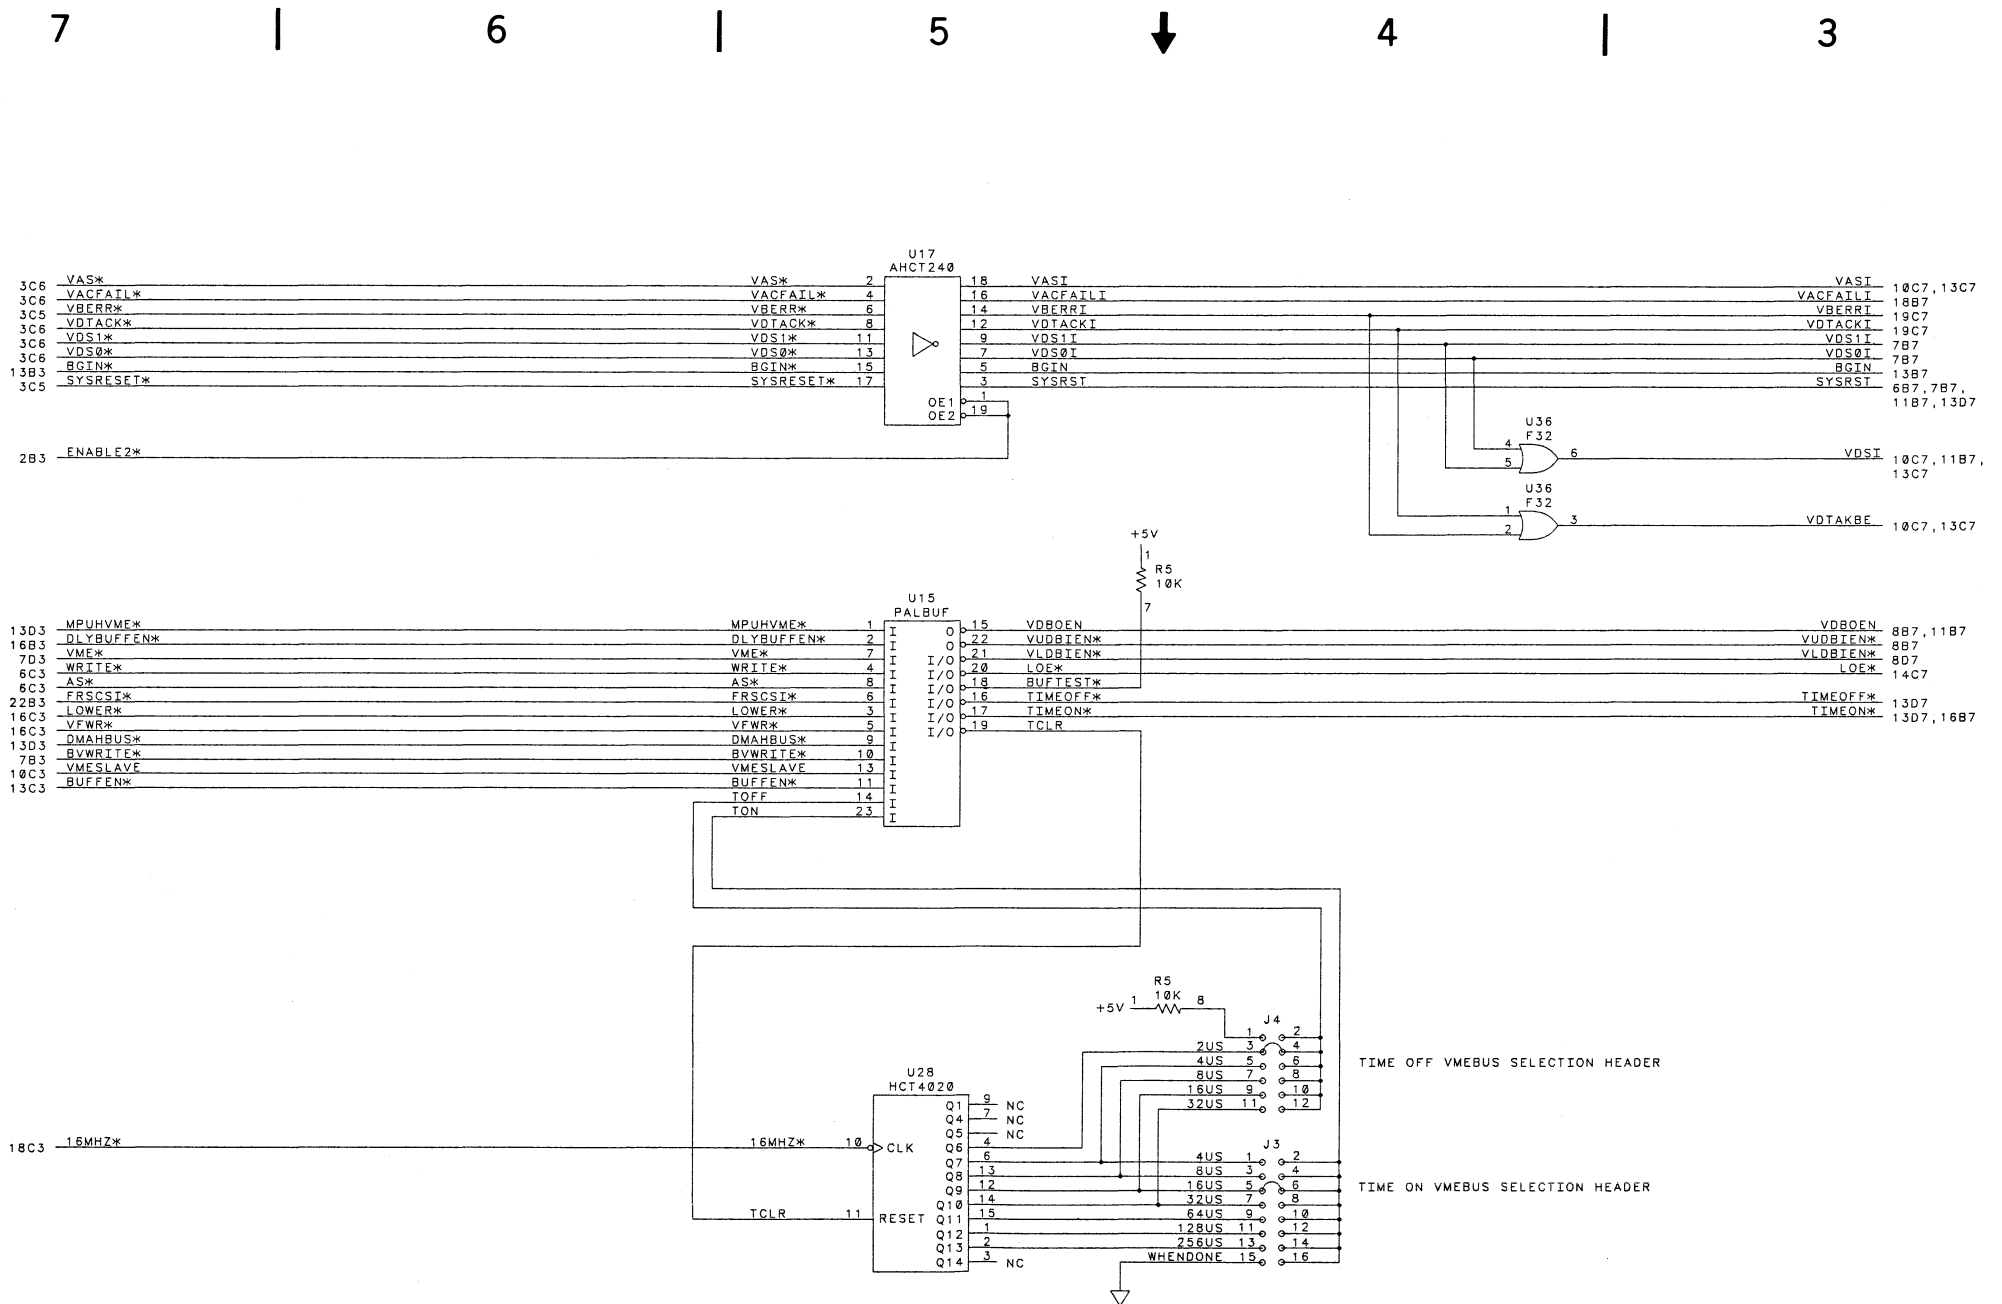 7 | 6 | 5 4 | 3
U17
AHCT240
3C6 VAS* VAS* 2 18 VASI VASI 10C7,13C7
3C6 VACFAIL* VACFAIL* 4 16 VACFAILI VACFAILI 18B7
3C5 VBERR* VBERR* 6 14 VBERRI VBERRI 19C7
3C6 VDTACK* VDTACK* 8 12 VDTACKI VDTACKI 19C7
3C6 VDS1* VDS1* 11 9 VDS1I VDS1I 7B7
3C6 VDS0* VDS0* 13 7 VDS0I VDS0I 7B7
13B3 BGIN* BGIN* 15 5 BGIN BGIN 13B7
3C5 SYSRESET* SYSRESET* 17 3 SYSRST SYSRST 6B7,7B7,
11B7,13D7
OE1 1
OE2 19
2B3 ENABLE2*
U36
F32
4
5 6 VDSI 10C7,11B7,
13C7
U36
F32
1
2 3 VDTAKBE 10C7,13C7
+5V
1
R5
10K
7
U15
PALBUF
13D3 MPUHVME* MPUHVME* 1 I O 15 VDBOEN VDBOEN 8B7,11B7
16B3 DLYBUFFEN* DLYBUFFEN* 2 I O 22 VUDBIEN* VUDBIEN* 8B7
7D3 VME* VME* 7 I I/O 21 VLDBIEN* VLDBIEN* 8D7
6C3 WRITE* WRITE* 4 I I/O 20 LOE* LOE* 14C7
6C3 AS* AS* 8 I I/O 18 BUFTEST*
22B3 FRSCSI* FRSCSI* 6 I I/O 16 TIMEOFF* TIMEOFF* 13D7
16C3 LOWER* LOWER* 3 I I/O 17 TIMEON* TIMEON* 13D7,16B7
16C3 VFWR* VFWR* 5 I I/O 19 TCLR
13D3 DMAHBUS* DMAHBUS* 9 I
7B3 BVWRITE* BVWRITE* 10 I
10C3 VMESLAVE VMESLAVE 13 I
13C3 BUFFEN* BUFFEN* 11 I
TOFF 14 I
TON 23 I
R5
10K
+5V 1 8
J4
1 2
2US 3 4
4US 5 6
8US 7 8
16US 9 10
32US 11 12
TIME OFF VMEBUS SELECTION HEADER
U28
HCT4020
Q1 9 NC
Q4 7 NC
Q5 5 NC
18C3 16MHZ* 16MHZ* 10 CLK Q6 4
J3
Q7 6 4US 1 2
Q8 13 8US 3 4
Q9 12 16US 5 6
TIME ON VMEBUS SELECTION HEADER
Q10 14 32US 7 8
TCLR 11 RESET Q11 15 64US 9 10
Q12 1 128US 11 12
Q13 2 256US 13 14
Q14 3 NC WHENDONE 15 16